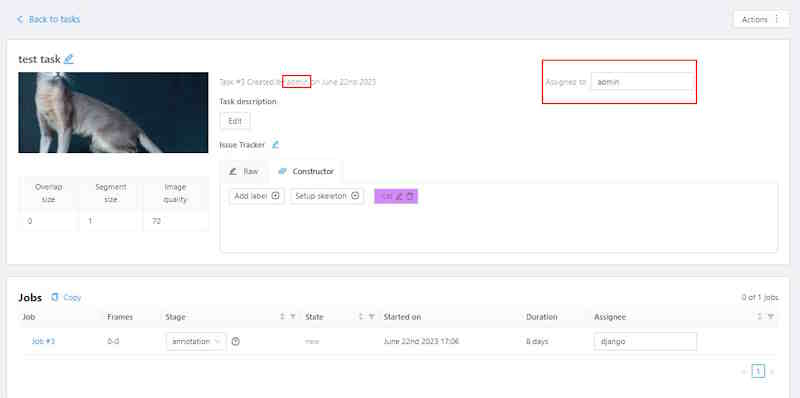 Back to tasks
Actions
test task
Task #3 Created by admin on June 22nd 2023
Assigned to admin
Task description
Edit
Issue Tracker
Raw Constructor
Add label Setup skeleton cat
Overlap size Segment size Image quality
0 1 70
Jobs Copy 0 of 1 jobs
Job Frames Stage State Started on Duration Assignee
Job #3 0-0 annotation new June 22nd 2023 17:06 8 days django
1